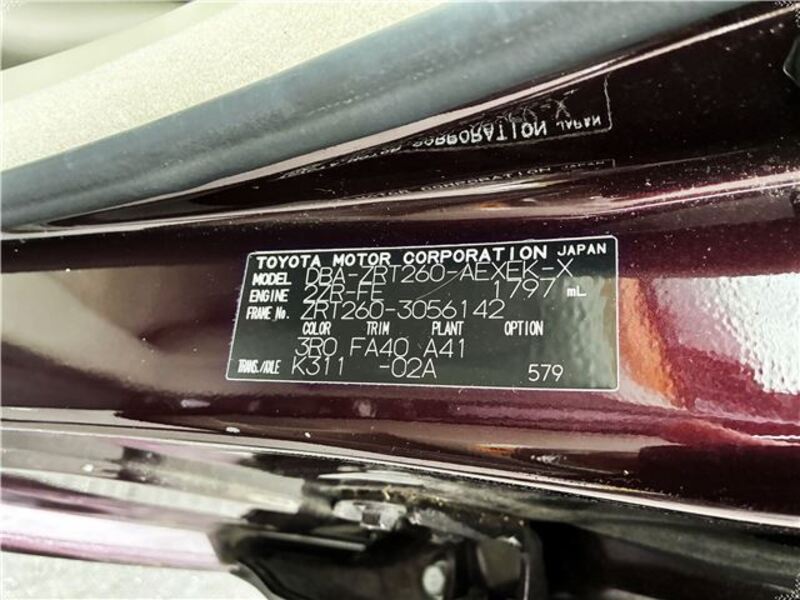 TOYOTA MOTOR CORPORATION JAPAN
MODEL DBA-ZRT260-AEXEK-X
ENGINE 2ZR-FE 1797 mL
FRAME No. ZRT260-3056142
COLOR TRIM PLANT OPTION
3R0 FA40 A41
TRANS./AXLE K311 -02A 579